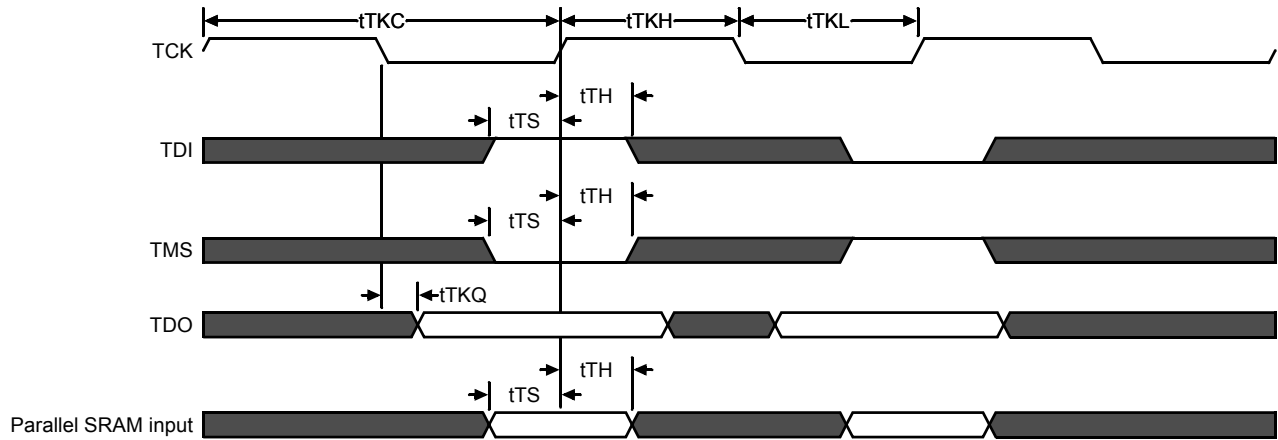 tTKC tTKH tTKL
TCK
tTH
tTS
TDI
tTH
tTS
TMS
tTKQ
TDO
tTH
tTS
Parallel SRAM input